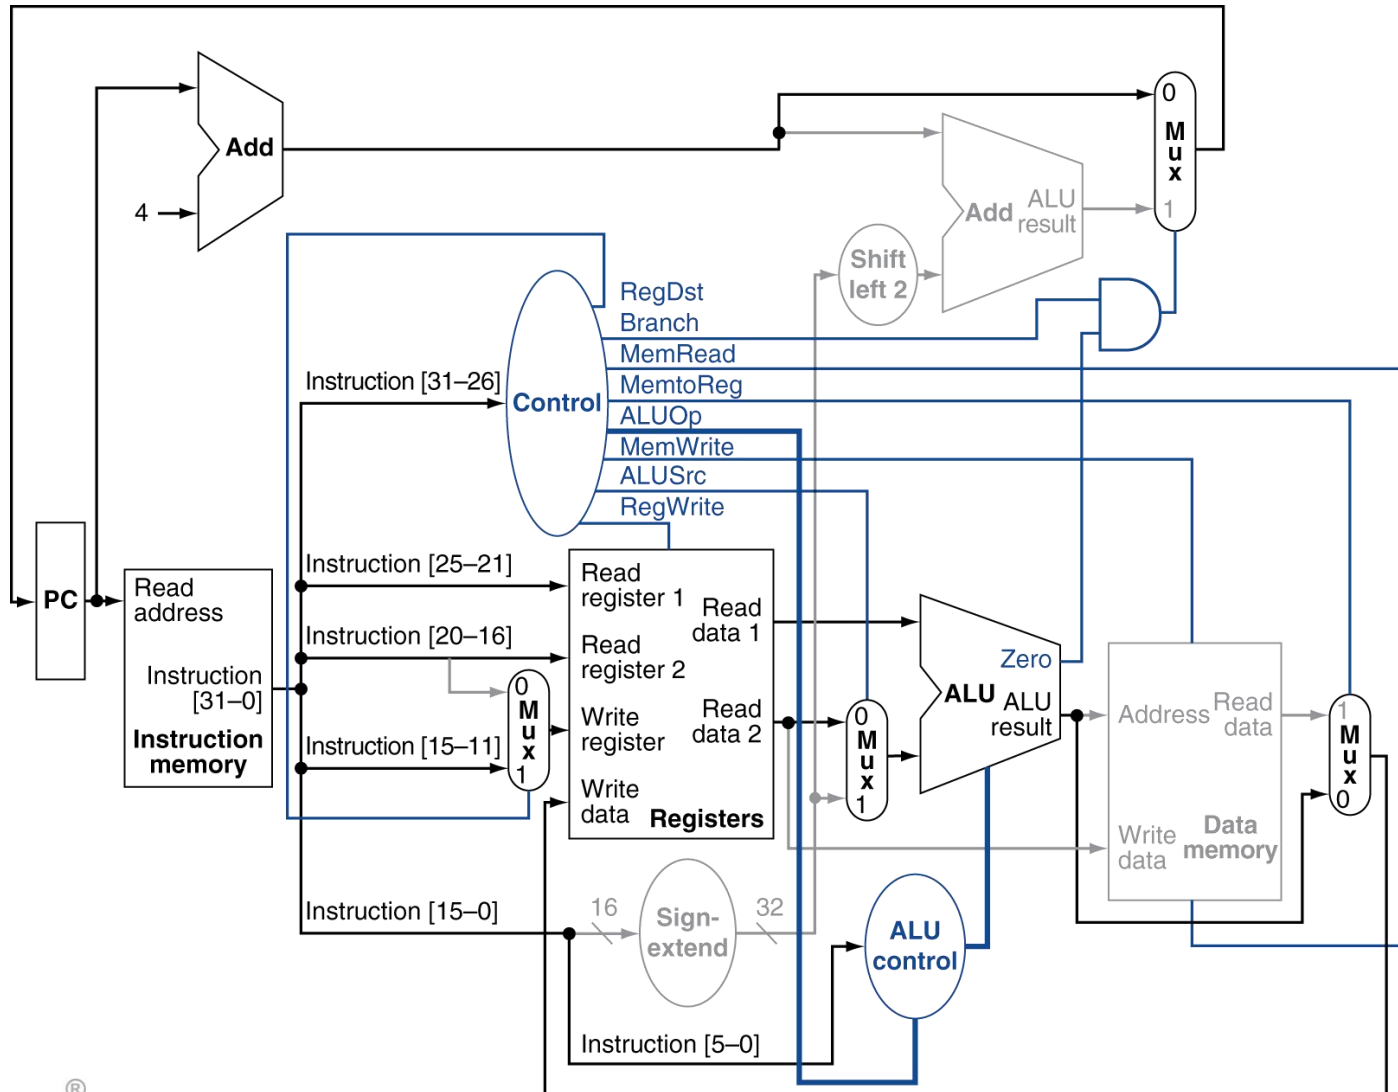 0
M
u
x
1
Add
4
Add
ALU
result
Shift
left 2
RegDst
Branch
MemRead
MemtoReg
ALUOp
MemWrite
ALUSrc
RegWrite
Instruction [31–26]
Control
PC
Read
address
Instruction
[31–0]
Instruction
memory
Instruction [25–21]
Instruction [20–16]
Instruction [15–11]
0
M
u
x
1
Read
register 1
Read
register 2
Write
register
Write
data
Read
data 1
Read
data 2
Registers
0
M
u
x
1
Zero
ALU
ALU
result
Address
Read
data
Write
data
Data
memory
1
M
u
x
0
Instruction [15–0]
16
Sign-
extend
32
ALU
control
Instruction [5–0]
®